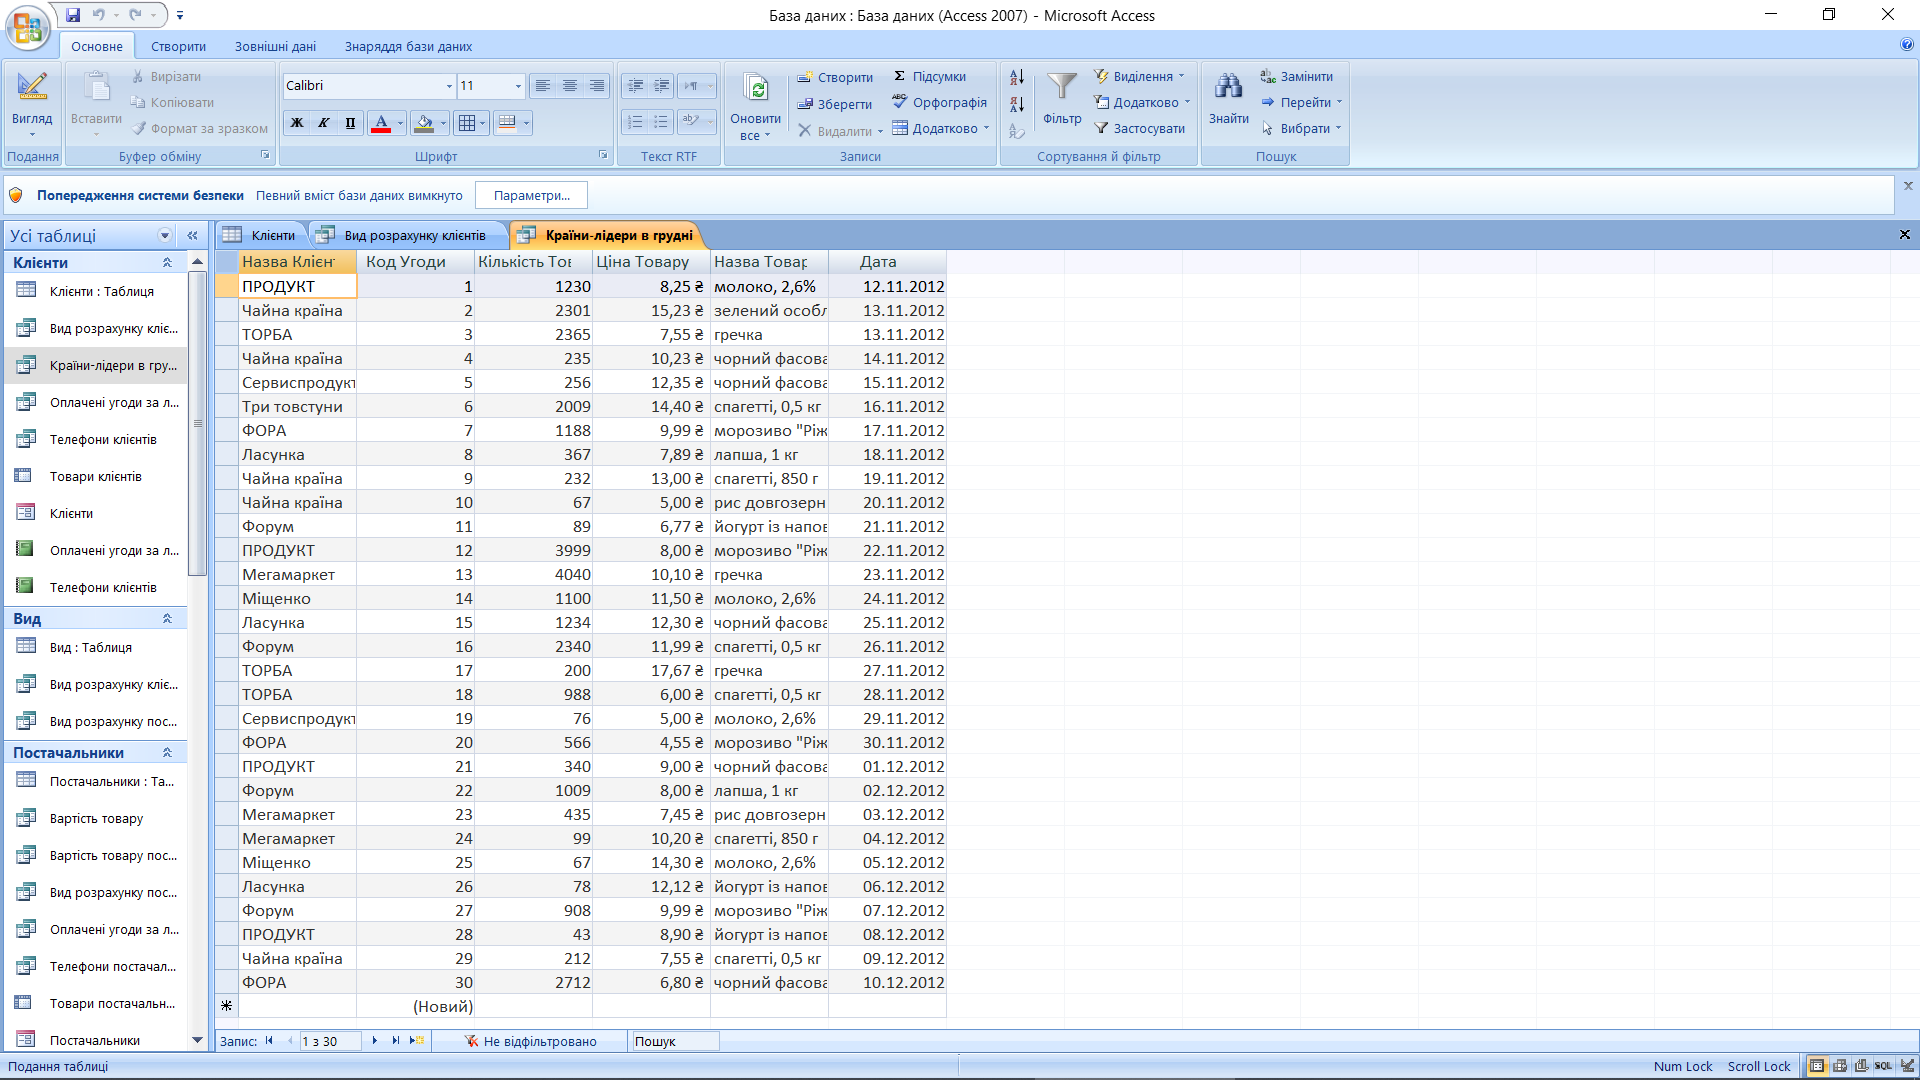 База даних : База даних (Access 2007) - Microsoft Access
Основне Створити Зовнішні дані Знаряддя бази даних
Вигляд
Подання
Вставити
Вирізати
Копіювати
Формат за зразком
Буфер обміну
Calibri 11
Ж К П А
Шрифт
Текст RTF
Оновити все
Створити
Зберегти
Видалити
Підсумки
Орфографія
Додатково
Записи
Фільтр
Виділення
Додатково
Застосувати
Сортування й фільтр
Знайти
Замінити
Перейти
Вибрати
Пошук
Попередження системи безпеки Певний вміст бази даних вимкнуто Параметри...
Усі таблиці
Клієнти
Клієнти : Таблиця
Вид розрахунку кліє...
Країни-лідери в гру...
Оплачені угоди за л...
Телефони клієнтів
Товари клієнтів
Клієнти
Оплачені угоди за л...
Телефони клієнтів
Вид
Вид : Таблиця
Вид розрахунку кліє...
Вид розрахунку пос...
Постачальники
Постачальники : Та...
Вартість товару
Вартість товару пос...
Вид розрахунку пос...
Оплачені угоди за л...
Телефони постачал...
Товари постачальн...
Постачальники
Клієнти Вид розрахунку клієнтів Країни-лідери в грудні
Назва Клієнт Код Угоди Кількість Тов Ціна Товару Назва Товар Дата
ПРОДУКТ 1 1230 8,25 ₴ молоко, 2,6% 12.11.2012
Чайна країна 2 2301 15,23 ₴ зелений особл 13.11.2012
ТОРБА 3 2365 7,55 ₴ гречка 13.11.2012
Чайна країна 4 235 10,23 ₴ чорний фасова 14.11.2012
Сервиспродукт 5 256 12,35 ₴ чорний фасова 15.11.2012
Три товстуни 6 2009 14,40 ₴ спагетті, 0,5 кг 16.11.2012
ФОРА 7 1188 9,99 ₴ морозиво "Ріж 17.11.2012
Ласунка 8 367 7,89 ₴ лапша, 1 кг 18.11.2012
Чайна країна 9 232 13,00 ₴ спагетті, 850 г 19.11.2012
Чайна країна 10 67 5,00 ₴ рис довгозерн 20.11.2012
Форум 11 89 6,77 ₴ йогурт із напов 21.11.2012
ПРОДУКТ 12 3999 8,00 ₴ морозиво "Ріж 22.11.2012
Мегамаркет 13 4040 10,10 ₴ гречка 23.11.2012
Міщенко 14 1100 11,50 ₴ молоко, 2,6% 24.11.2012
Ласунка 15 1234 12,30 ₴ чорний фасова 25.11.2012
Форум 16 2340 11,99 ₴ спагетті, 0,5 кг 26.11.2012
ТОРБА 17 200 17,67 ₴ гречка 27.11.2012
ТОРБА 18 988 6,00 ₴ спагетті, 0,5 кг 28.11.2012
Сервиспродукт 19 76 5,00 ₴ молоко, 2,6% 29.11.2012
ФОРА 20 566 4,55 ₴ морозиво "Ріж 30.11.2012
ПРОДУКТ 21 340 9,00 ₴ чорний фасова 01.12.2012
Форум 22 1009 8,00 ₴ лапша, 1 кг 02.12.2012
Мегамаркет 23 435 7,45 ₴ рис довгозерн 03.12.2012
Мегамаркет 24 99 10,20 ₴ спагетті, 850 г 04.12.2012
Міщенко 25 67 14,30 ₴ молоко, 2,6% 05.12.2012
Ласунка 26 78 12,12 ₴ йогурт із напов 06.12.2012
Форум 27 908 9,99 ₴ морозиво "Ріж 07.12.2012
ПРОДУКТ 28 43 8,90 ₴ йогурт із напов 08.12.2012
Чайна країна 29 212 7,55 ₴ спагетті, 0,5 кг 09.12.2012
ФОРА 30 2712 6,80 ₴ чорний фасова 10.12.2012
(Новий)
Запис: 1 з 30 Не відфільтровано Пошук
Подання таблиці Num Lock Scroll Lock SQL